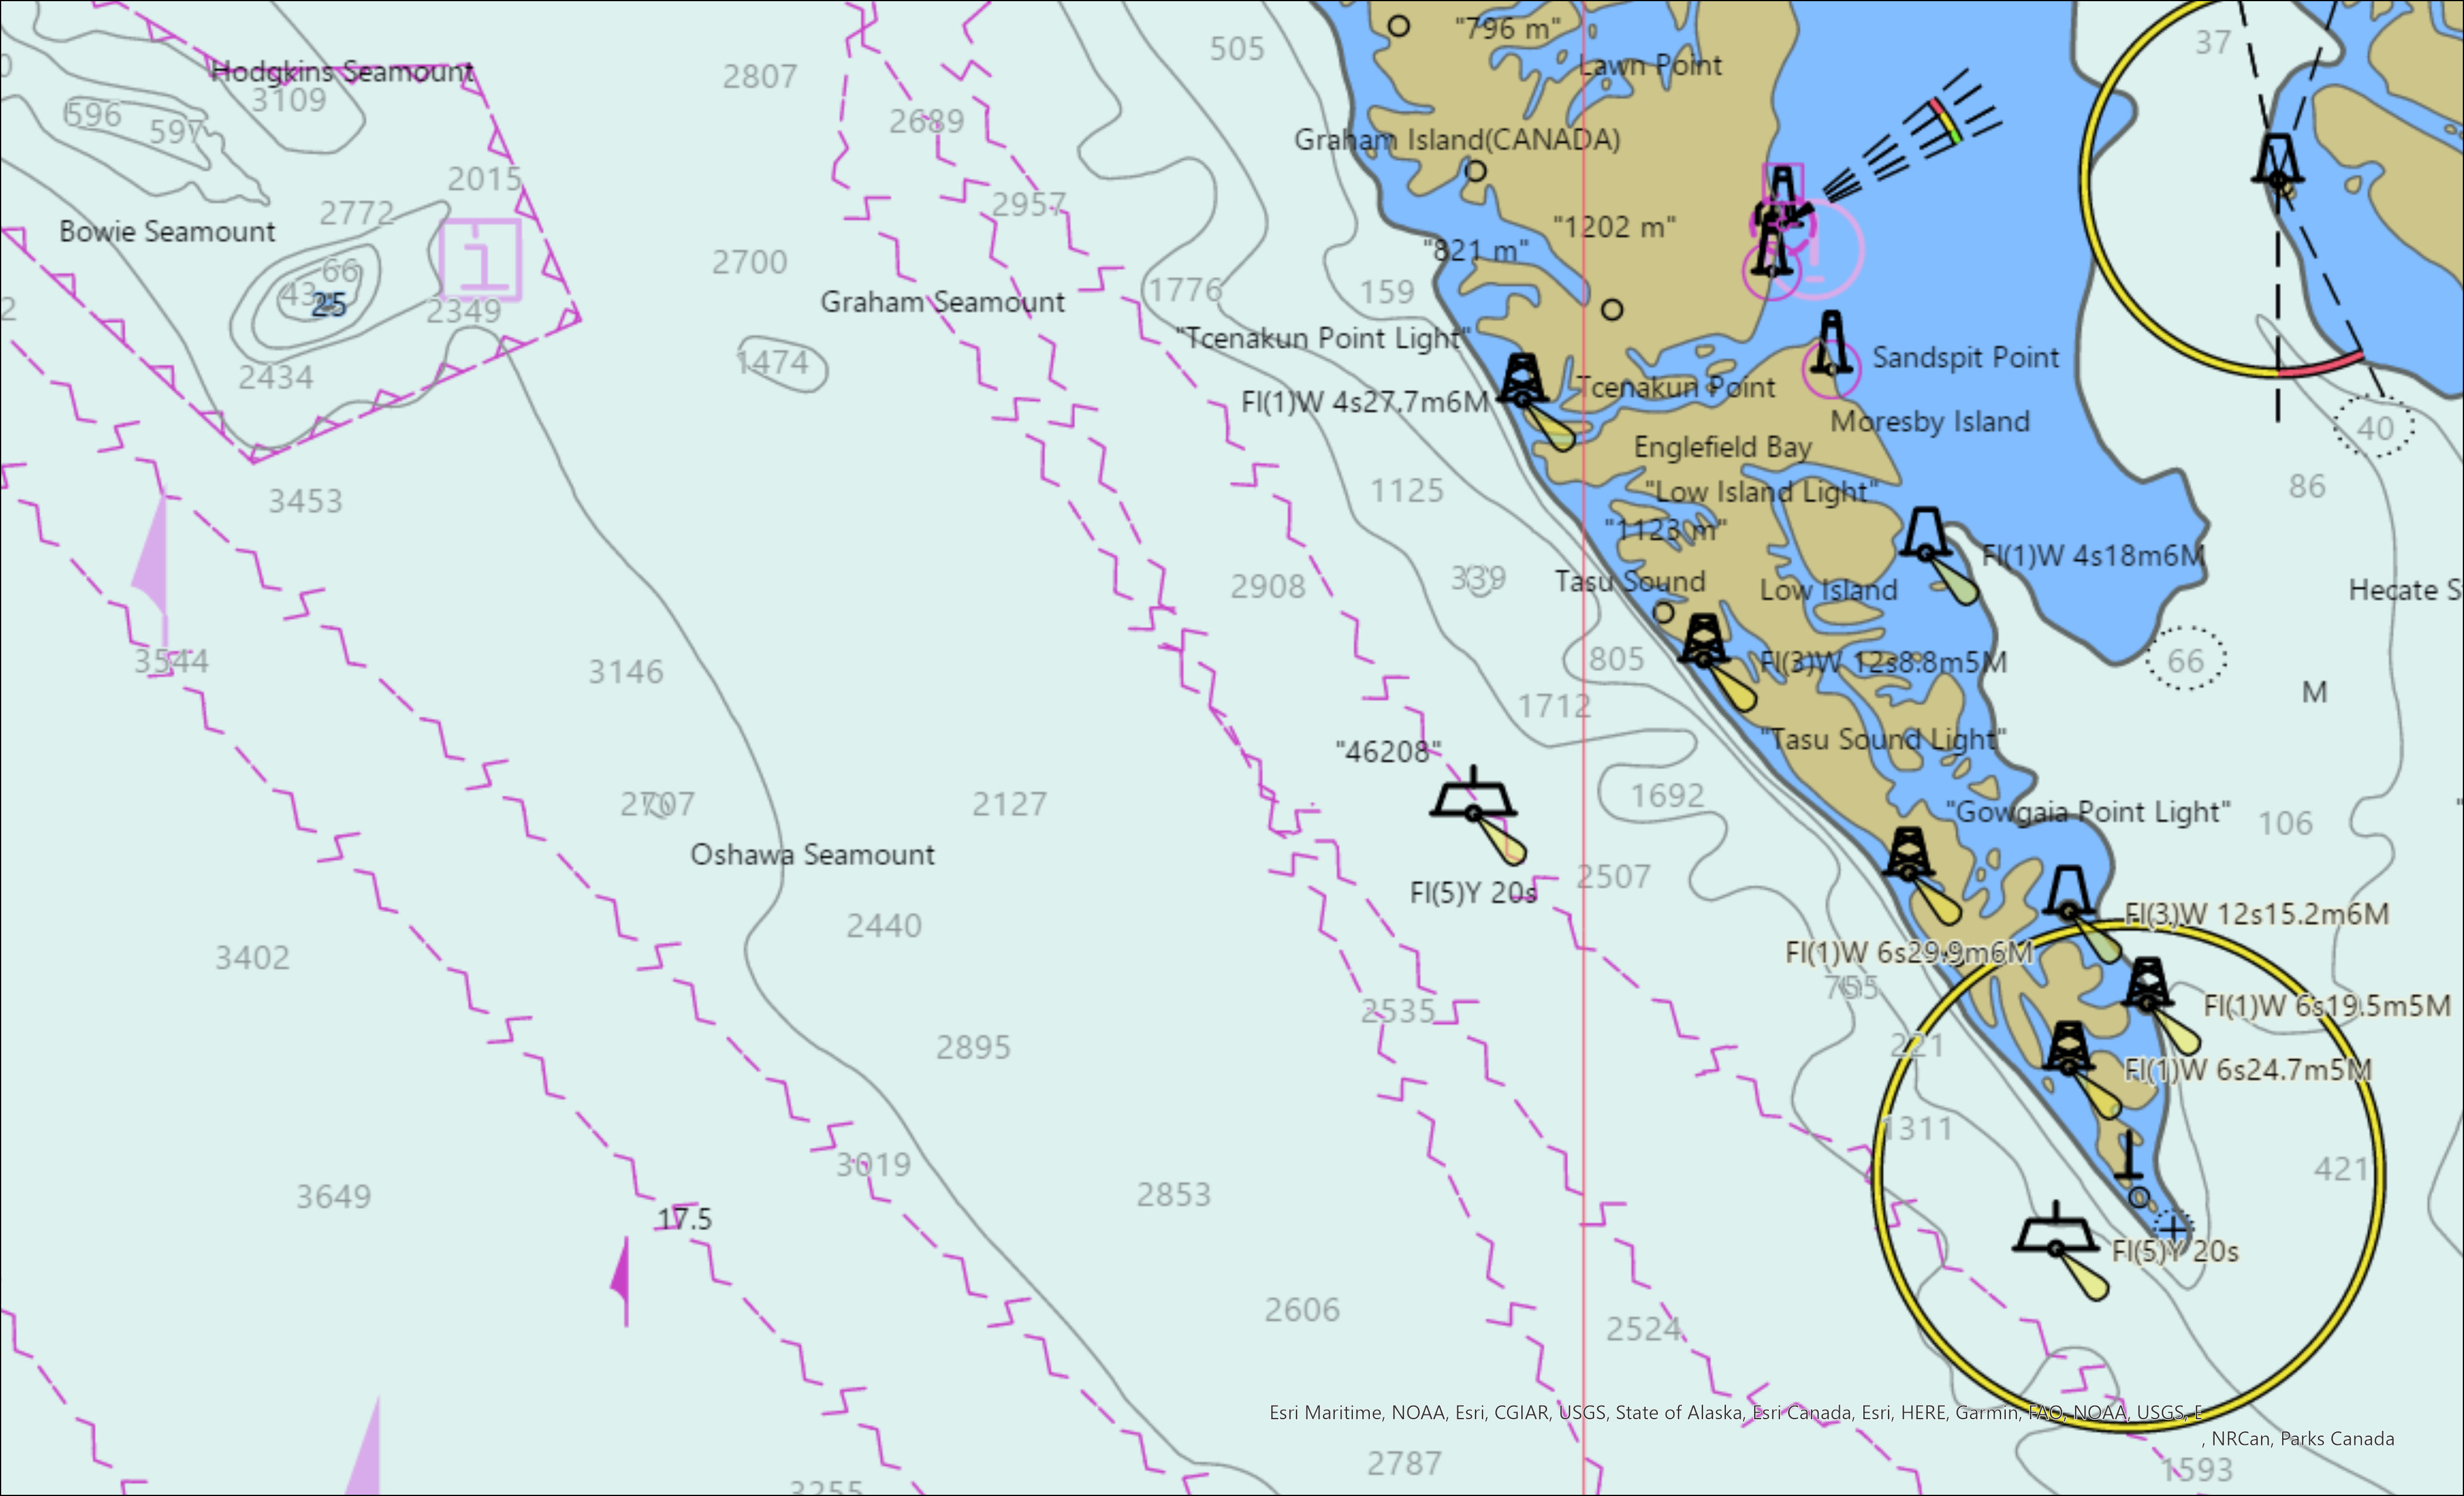 "796 m"
37
505
Lawn Point
Hodgkins Seamount
2807
3109
596
597
2689
Graham Island(CANADA)
2015
2957
2772
"1202 m"
Bowie Seamount
"821 m"
i
2700
66
1776
159
43
25
Graham Seamount
2349
"Tcenakun Point Light"
Sandspit Point
1474
2434
Tcenakun Point
Fl(1)W 4s27.7m6M
Moresby Island
40
Englefield Bay
86
1125
"Low Island Light"
3453
"1123 m"
Fl(1)W 4s18m6M
339
Tasu Sound
2908
Low Island
Hecate S
3544
805
66
Fl(3)W 12s8.8m5M
3146
M
1712
"Tasu Sound Light"
"46208"
1692
2707
2127
"Gowgaia Point Light"
106
Oshawa Seamount
2507
Fl(5)Y 20s
Fl(3)W 12s15.2m6M
2440
3402
Fl(1)W 6s29.9m6M
755
Fl(1)W 6s19.5m5M
2535
2895
221
Fl(1)W 6s24.7m5M
1311
3019
421
3649
2853
17.5
Fl(5)Y 20s
2606
2524
Esri Maritime, NOAA, Esri, CGIAR, USGS, State of Alaska, Esri Canada, Esri, HERE, Garmin, FAO, NOAA, USGS, E
, NRCan, Parks Canada
2787
1593
3255